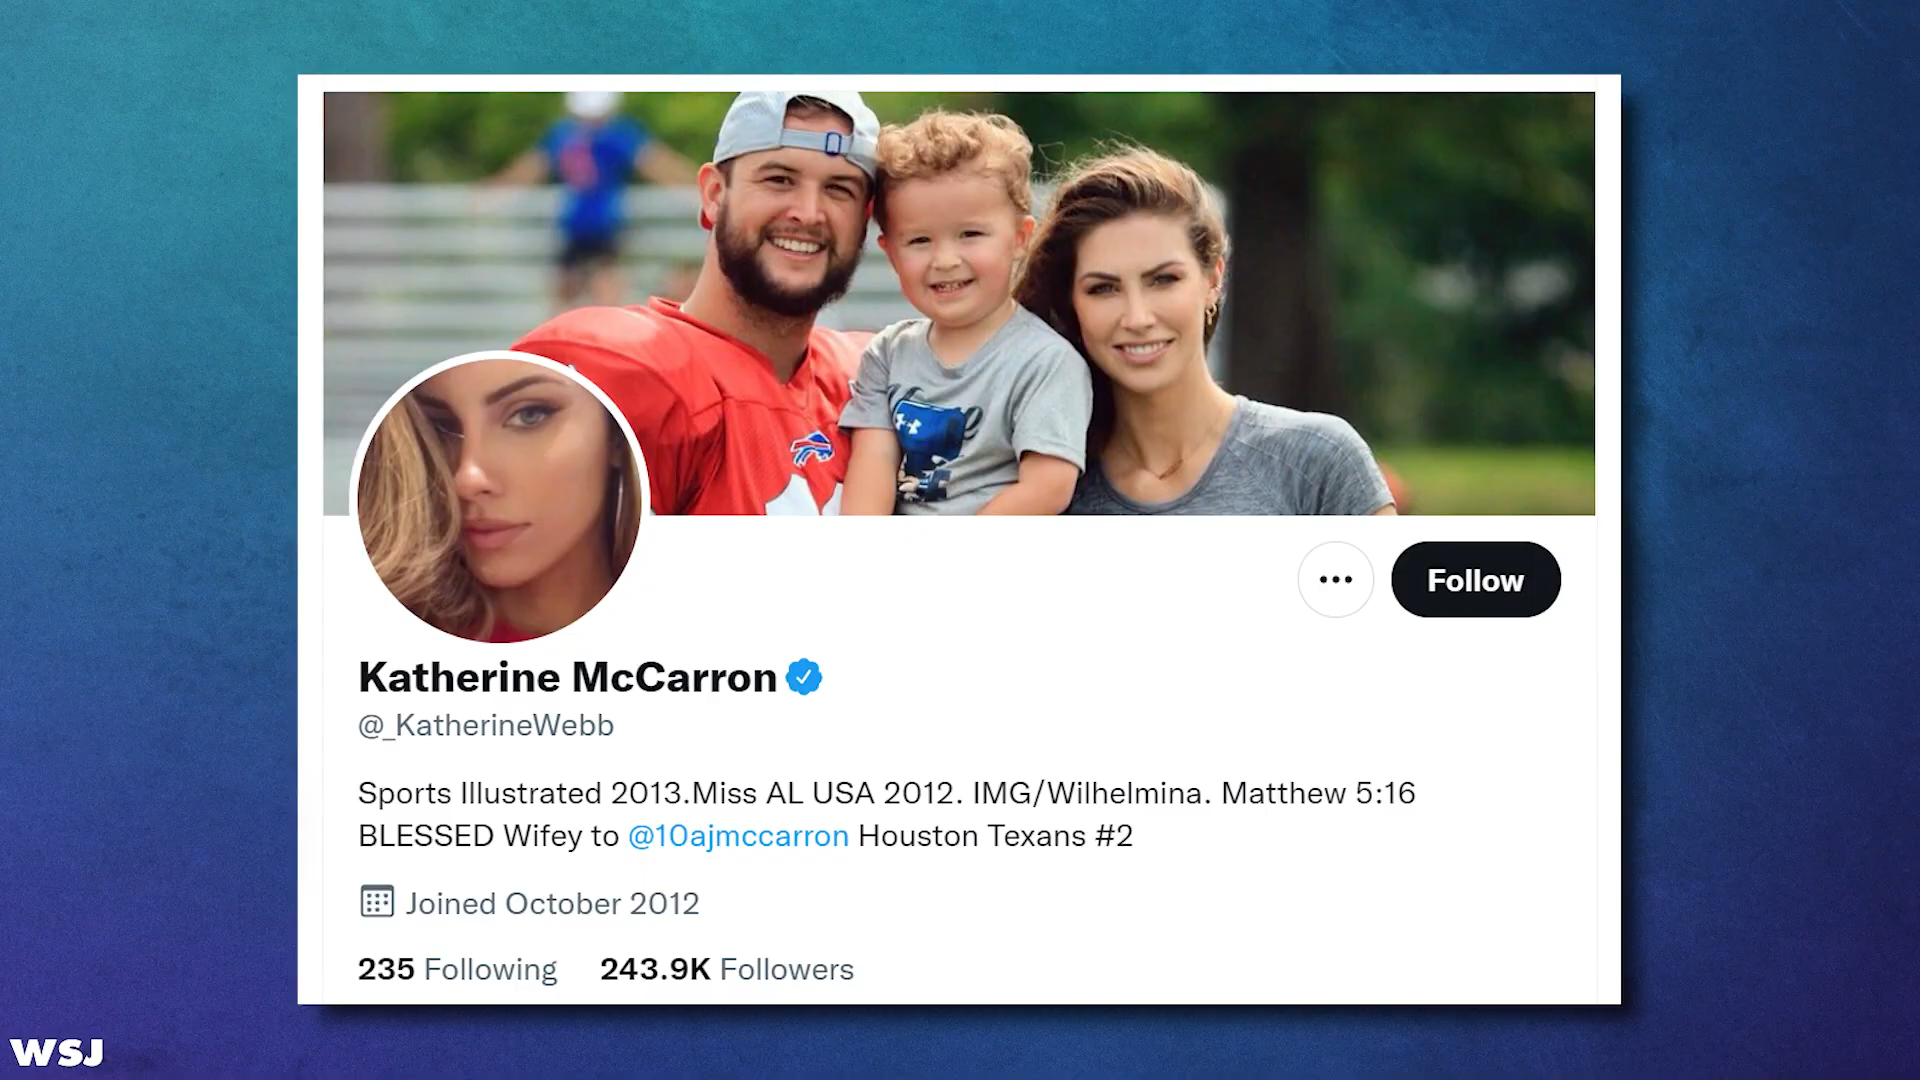 Follow
Katherine McCarron
@_KatherineWebb
Sports Illustrated 2013.Miss AL USA 2012. IMG/Wilhelmina. Matthew 5:16
BLESSED Wifey to @10ajmccarron Houston Texans #2
Joined October 2012
235 Following 243.9K Followers
WSJ